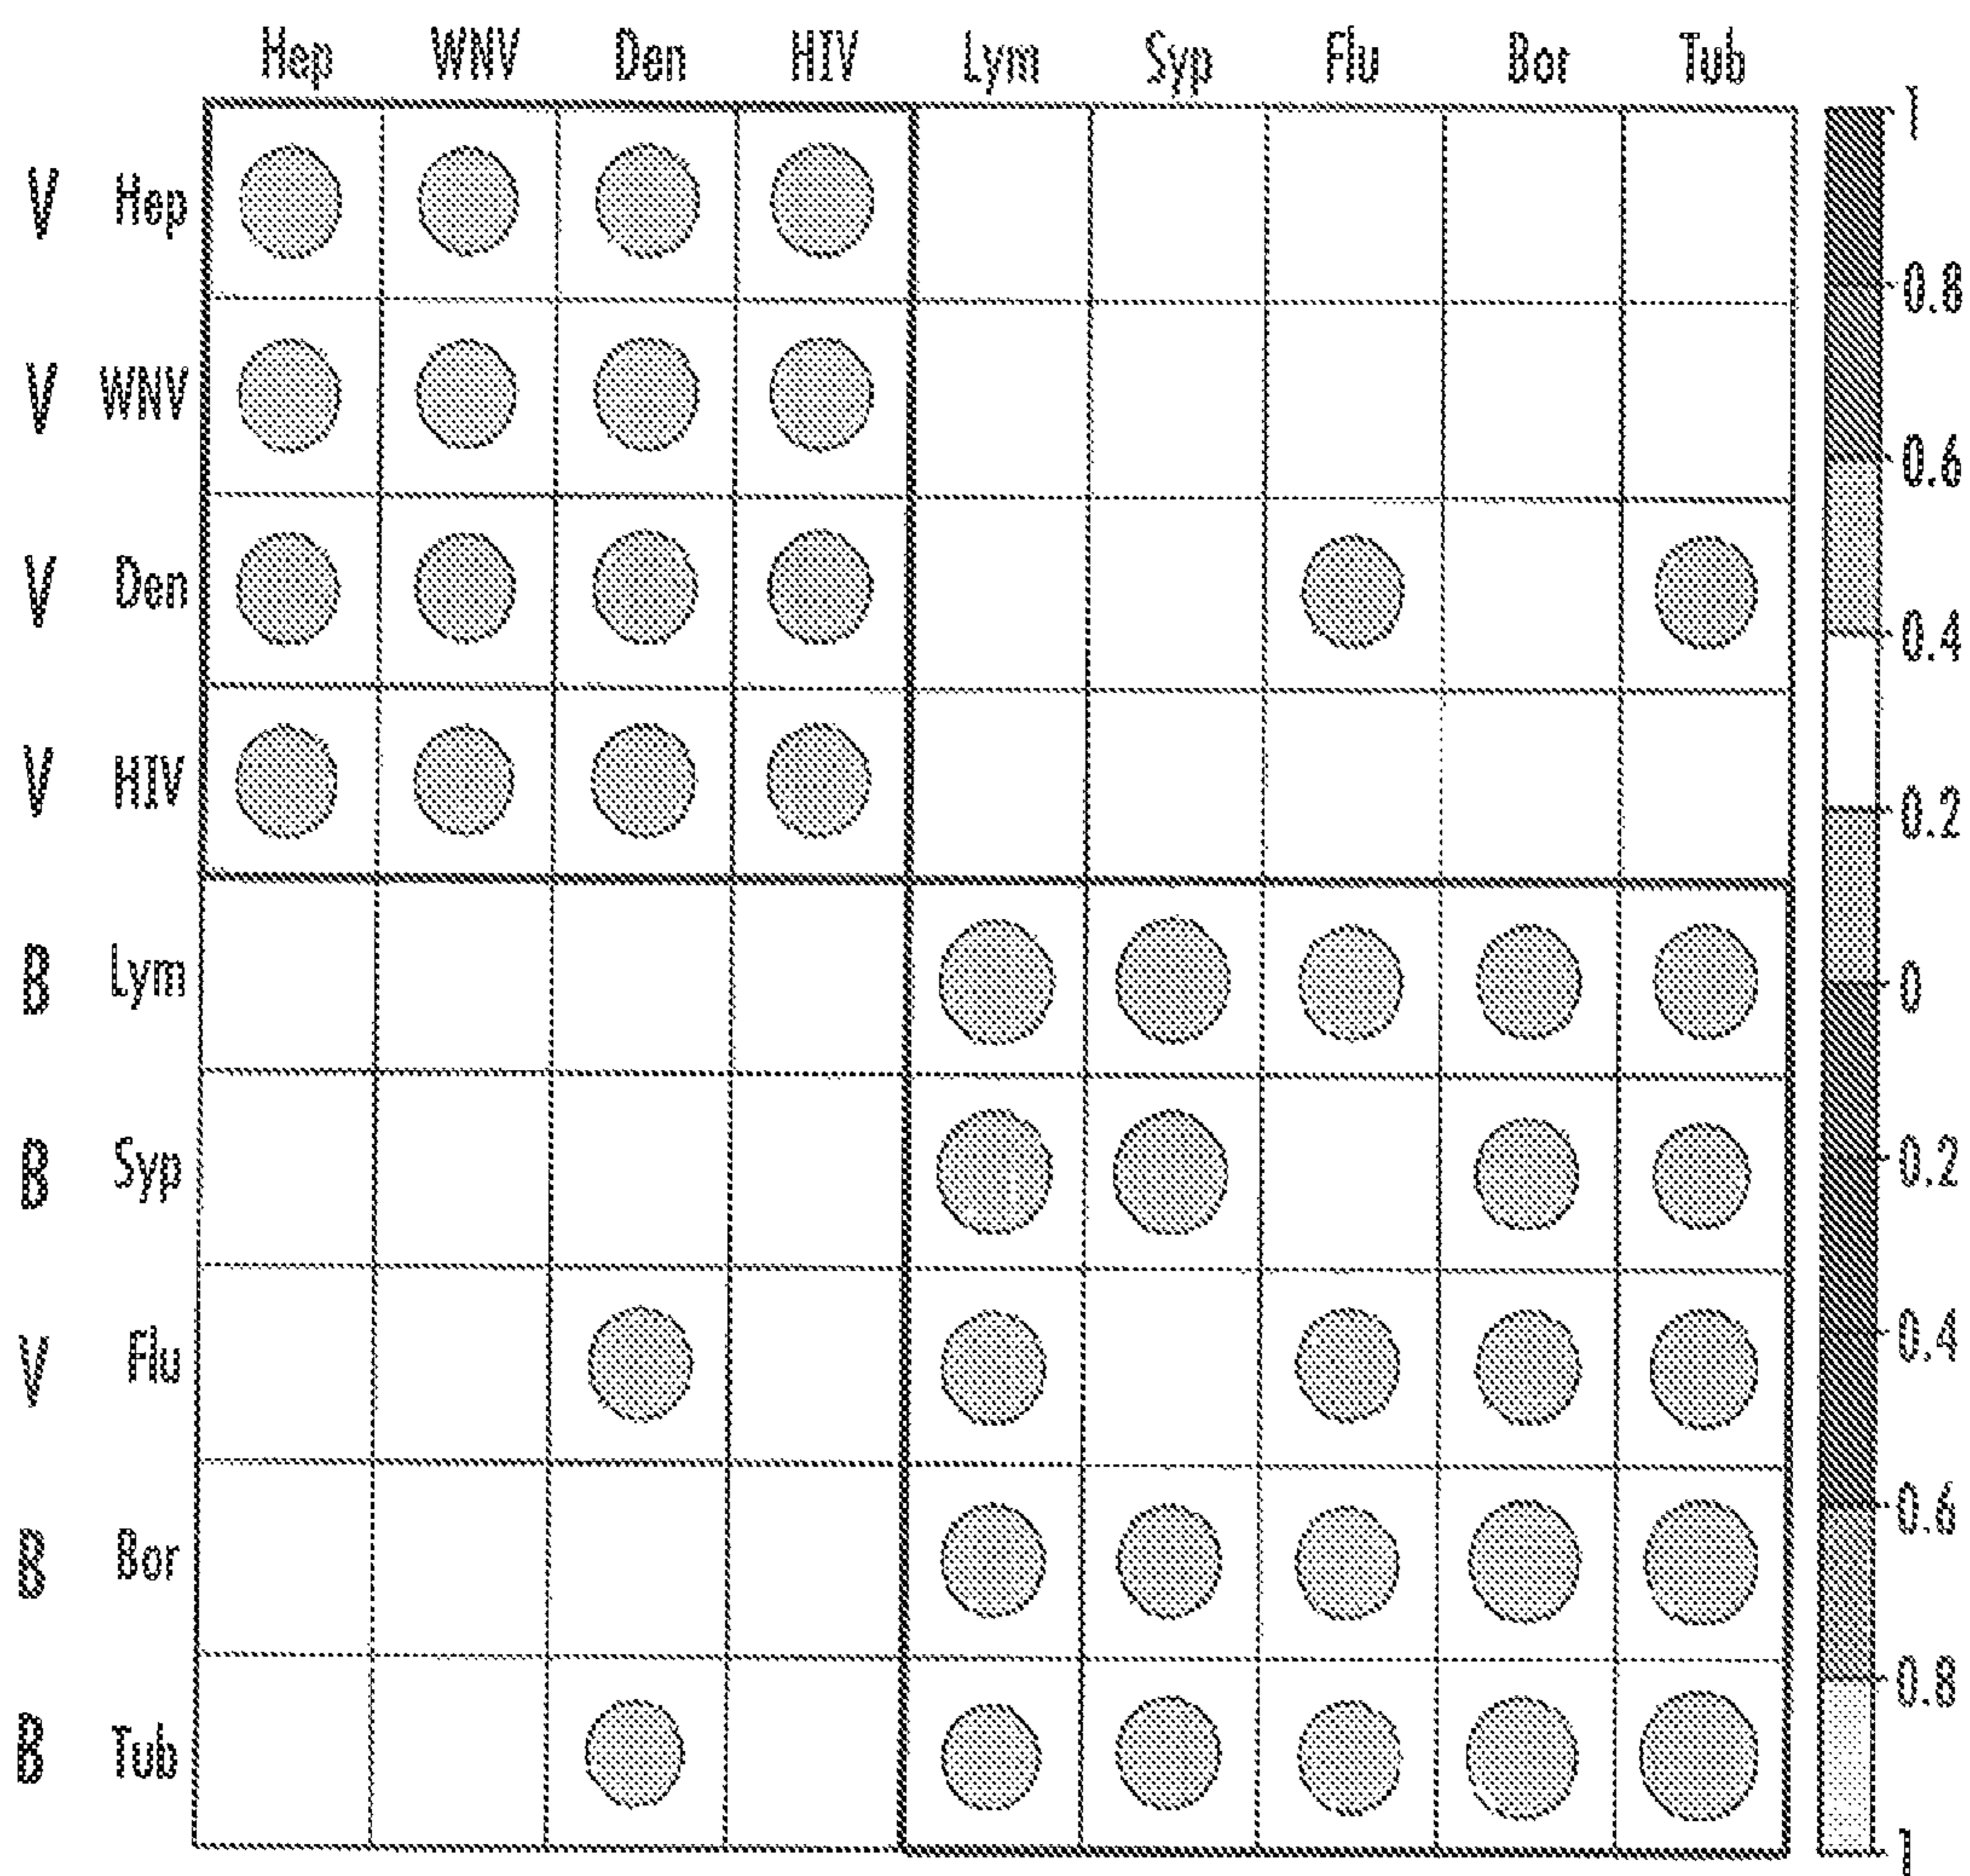 Hep WNV Den HIV Lym Syp Flu Bor Tub
1
V Hep
0.8
V WNV
0.6
V Den
0.4
V HIV
0.2
B Lym
0
B Syp
0.2
V Flu
0.4
B Bor
0.6
0.8
B Tub
1